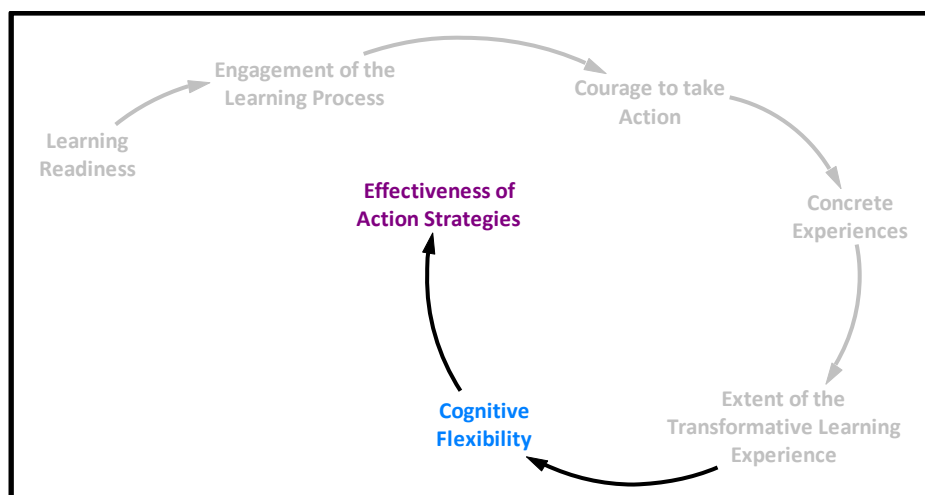 Engagement of the
Learning Process
Courage to take
Action
Learning
Readiness
Effectiveness of
Action Strategies
Concrete
Experiences
Extent of the
Transformative Learning
Experience
Cognitive
Flexibility